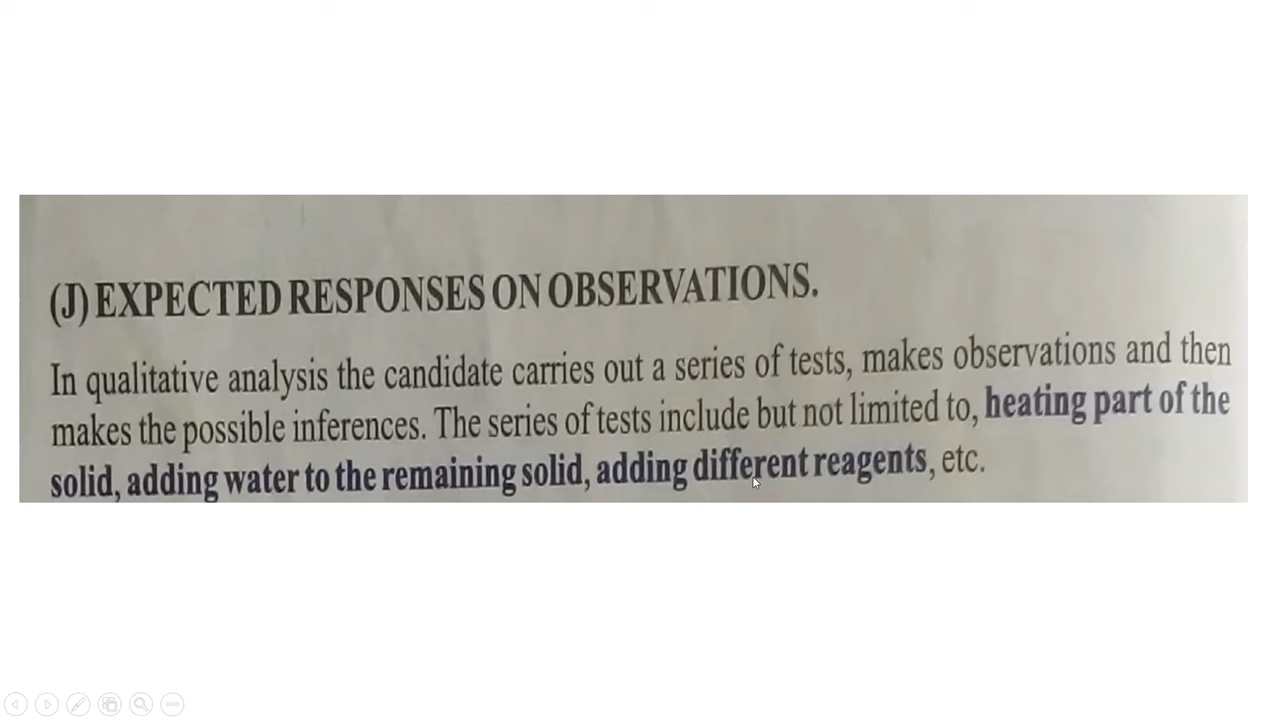 (J) EXPECTED RESPONSES ON OBSERVATIONS.
In qualitative analysis the candidate carries out a series of tests, makes observations and then
makes the possible inferences. The series of tests include but not limited to, heating part of the
solid, adding water to the remaining solid, adding different reagents, etc.